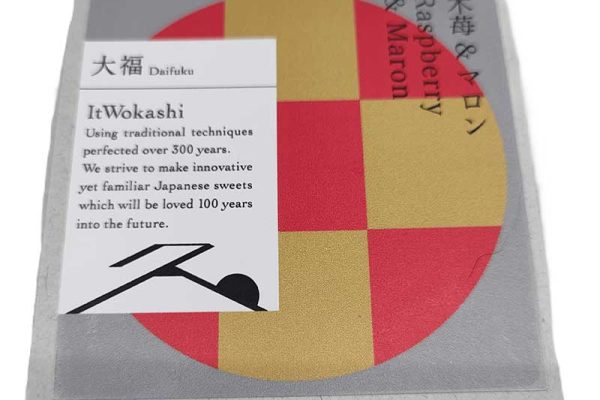 大福 Daifuku
ItWokashi
Using traditional techniques
perfected over 300 years.
We strive to make innovative
yet familiar Japanese sweets
which will be loved 100 years
into the future.
木苺&マロン
Raspberry
& Maron